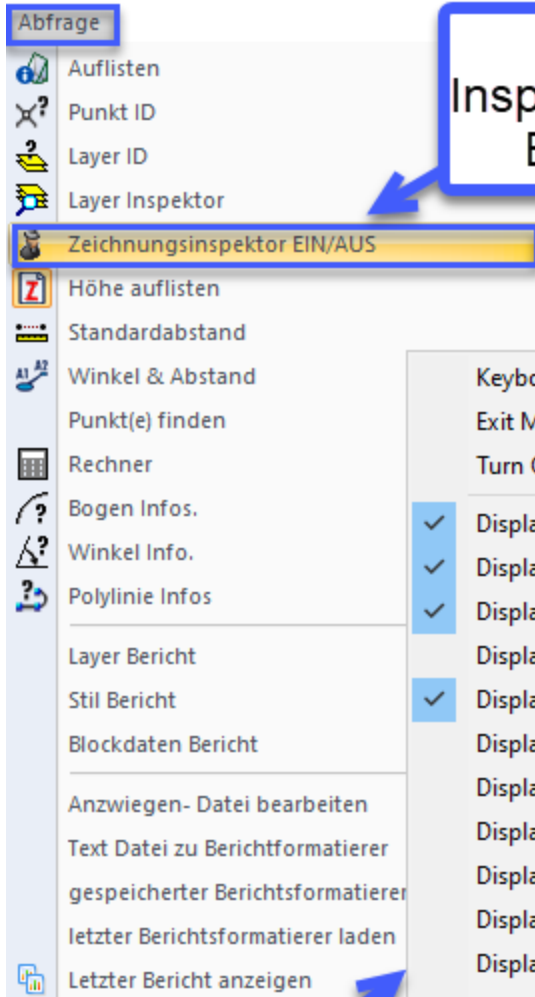 Abfrage
Auflisten
Punkt ID
Layer ID
Layer Inspektor
Zeichnungsinspektor EIN/AUS
Höhe auflisten
Standardabstand
Winkel & Abstand
Punkt(e) finden
Rechner
Bogen Infos.
Winkel Info.
Polylinie Infos
Layer Bericht
Stil Bericht
Blockdaten Bericht
Anzwiegen- Datei bearbeiten
Text Datei zu Berichtformatierer
gespeicherter Berichtsformatierer
letzter Berichtsformatierer laden
Letzter Bericht anzeigen
Exit
Turn